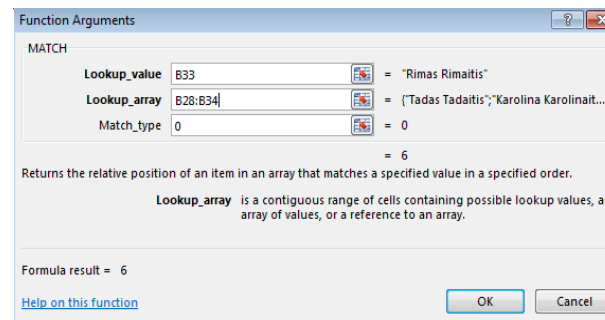 Function Arguments
MATCH
Lookup_value B33 = "Rimas Rimaitis"
Lookup_array B28:B34 = {"Tadas Tadaitis";"Karolina Karolinait...
Match_type 0 = 0
= 6
Returns the relative position of an item in an array that matches a specified value in a specified order.
Lookup_array is a contiguous range of cells containing possible lookup values, a
array of values, or a reference to an array.
Formula result = 6
Help on this function OK Cancel